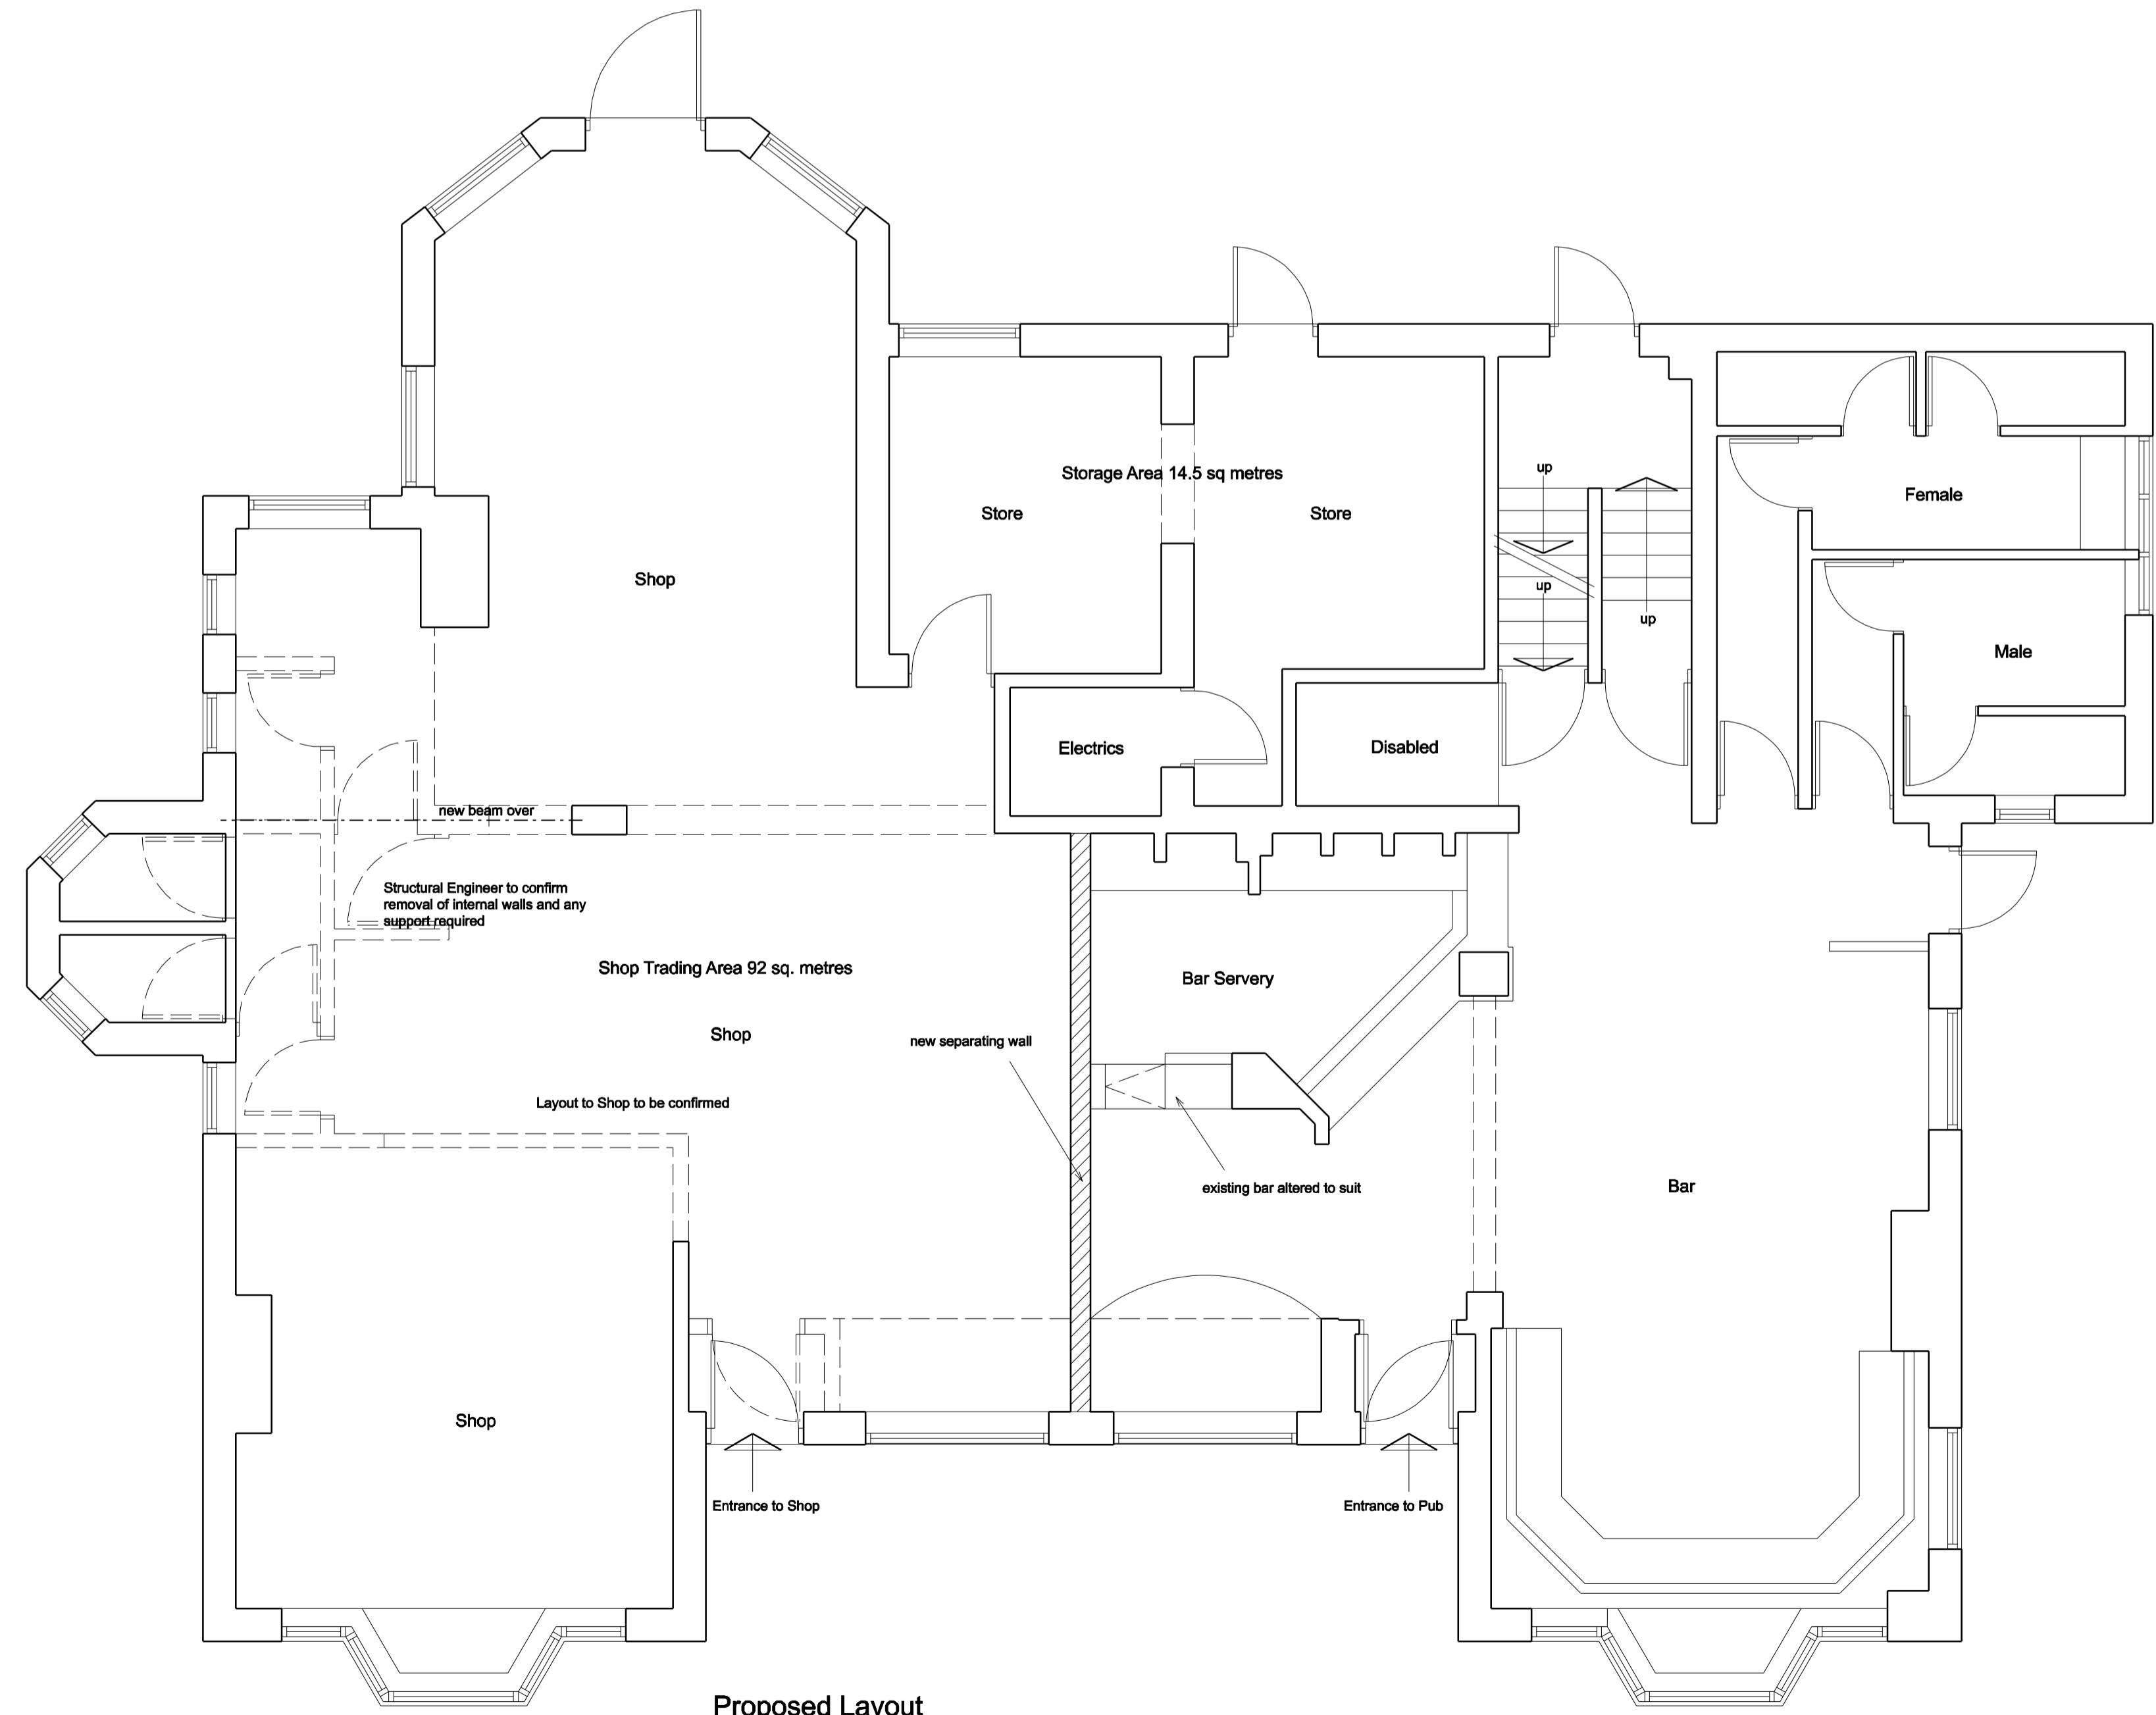 up
Storage Area 14.5 sq metres
Female
Store
Store
Shop
up
up
Male
Electrics
Disabled
new beam over
Structural Engineer to confirm
removal of internal walls and any
support required
Shop Trading Area 92 sq. metres
Bar Servery
Shop
new separating wall
Layout to Shop to be confirmed
existing bar altered to suit
Bar
Shop
Entrance to Shop
Entrance to Pub
Proposed Layout